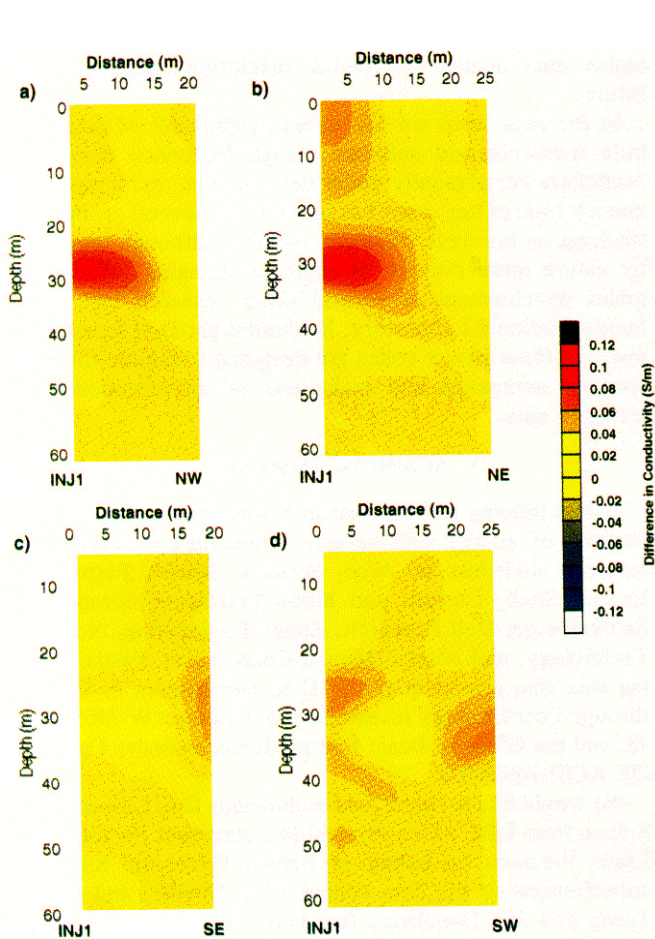 Distance (m)
5 10 15 20
a)
0
10
20
30
40
50
60
Depth (m)
INJ1 NW
Distance (m)
5 10 15 20 25
b)
0
10
20
30
40
50
60
Depth (m)
INJ1 NE
0.12
0.1
0.08
0.06
0.04
0.02
0
-0.02
-0.04
-0.06
-0.08
-0.1
-0.12
Difference in Conductivity (S/m)
Distance (m)
0 5 10 15 20
c)
10
20
30
40
50
60
Depth (m)
INJ1 SE
Distance (m)
0 5 10 15 20 25
d)
10
20
30
40
50
60
Depth (m)
INJ1 SW